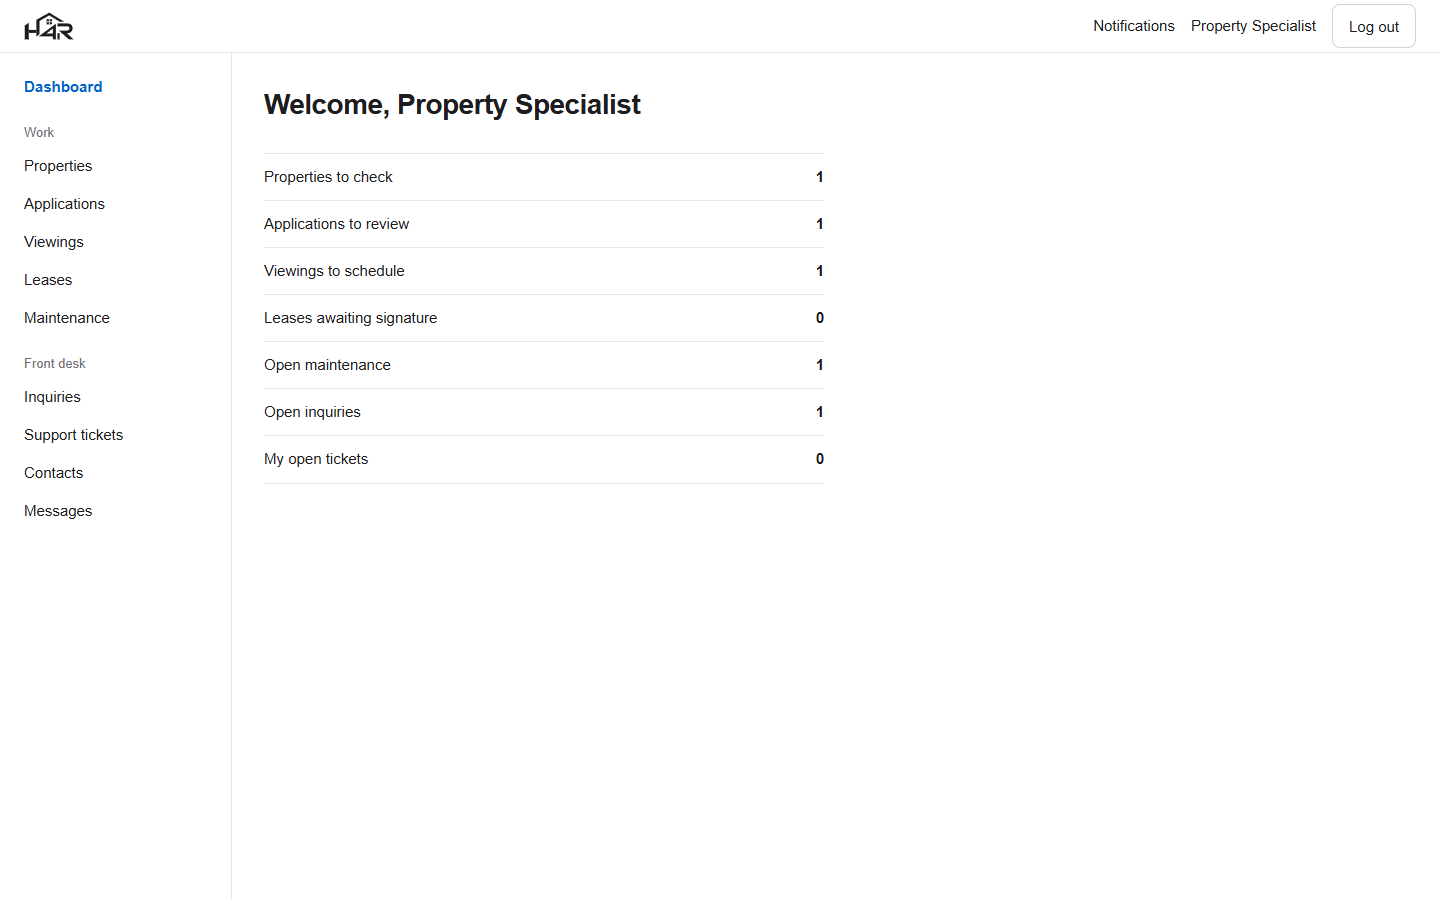 H4R
Notifications
Property Specialist
Log out
Dashboard
Work
Properties
Applications
Viewings
Leases
Maintenance
Front desk
Inquiries
Support tickets
Contacts
Messages
Welcome, Property Specialist
Properties to check 1
Applications to review 1
Viewings to schedule 1
Leases awaiting signature 0
Open maintenance 1
Open inquiries 1
My open tickets 0